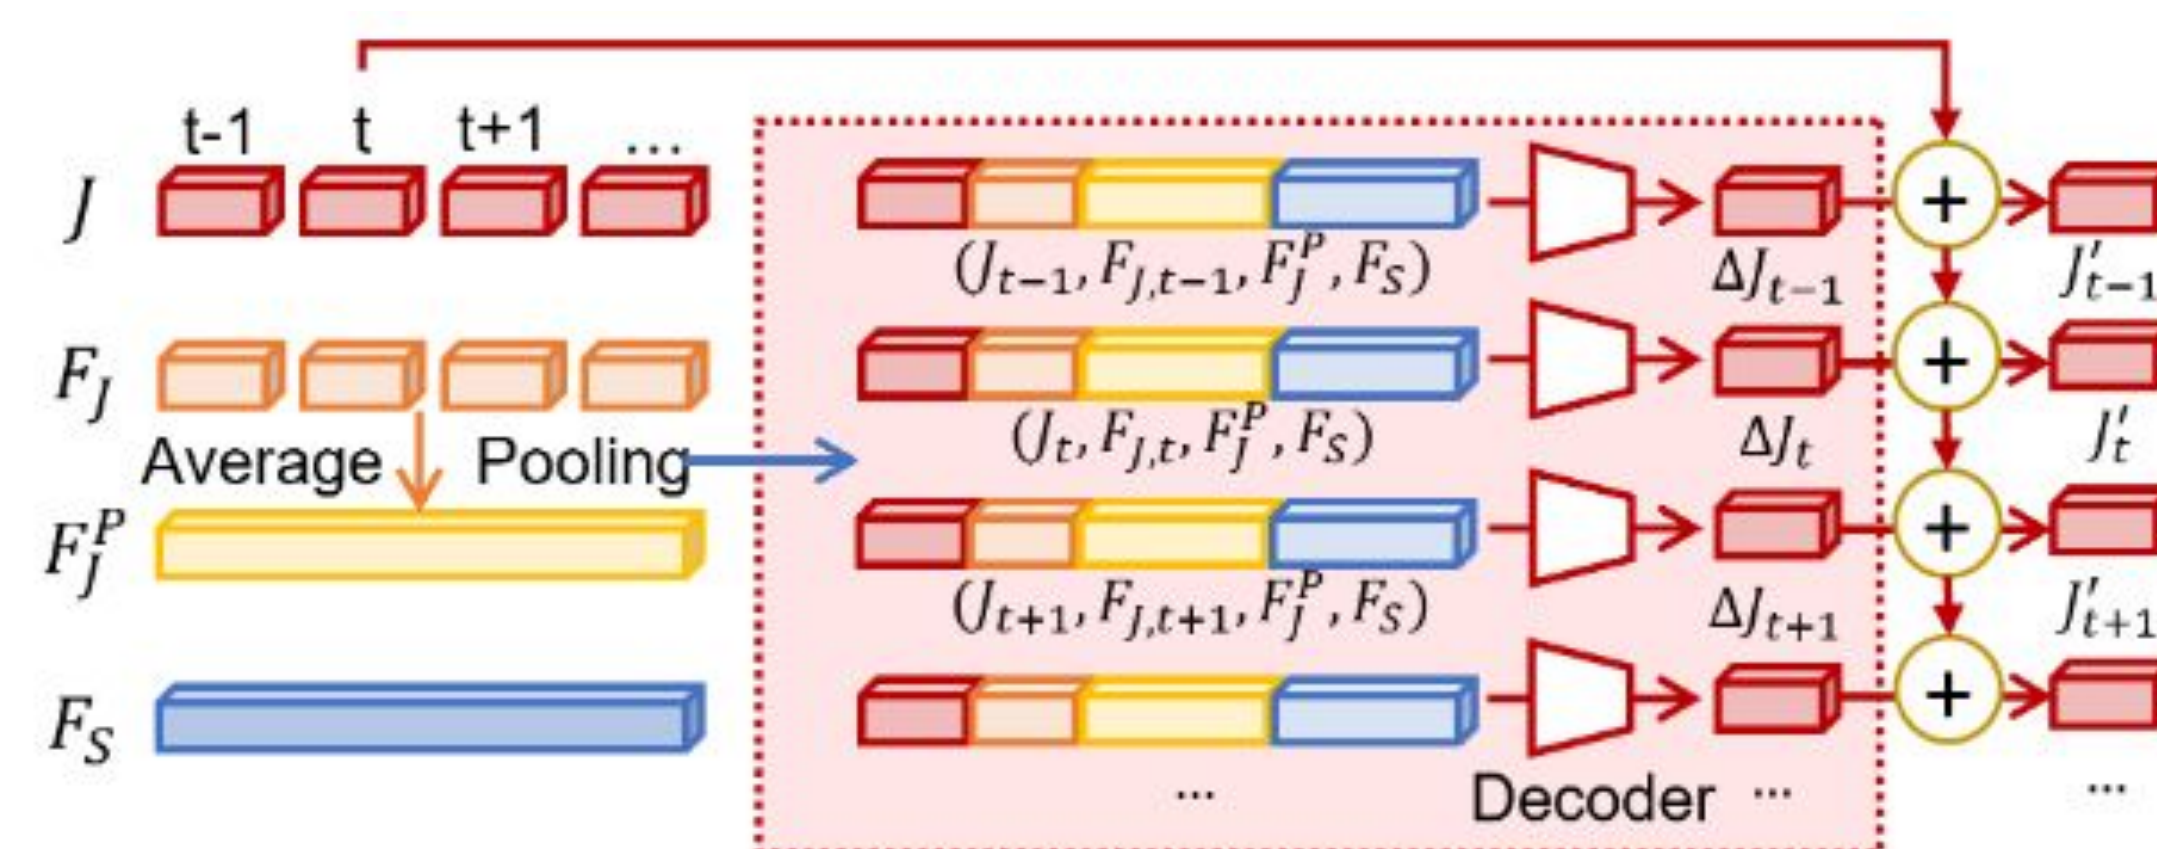 t-1 t t+1 ...
J
F_J
Average Pooling
F_J^P
F_S
(J_{t-1}, F_{J,t-1}, F_J^P, F_S)
ΔJ_{t-1}
J'_{t-1}
(J_t, F_{J,t}, F_J^P, F_S)
ΔJ_t
J'_t
(J_{t+1}, F_{J,t+1}, F_J^P, F_S)
ΔJ_{t+1}
J'_{t+1}
+
+
+
+
...
Decoder ...
...